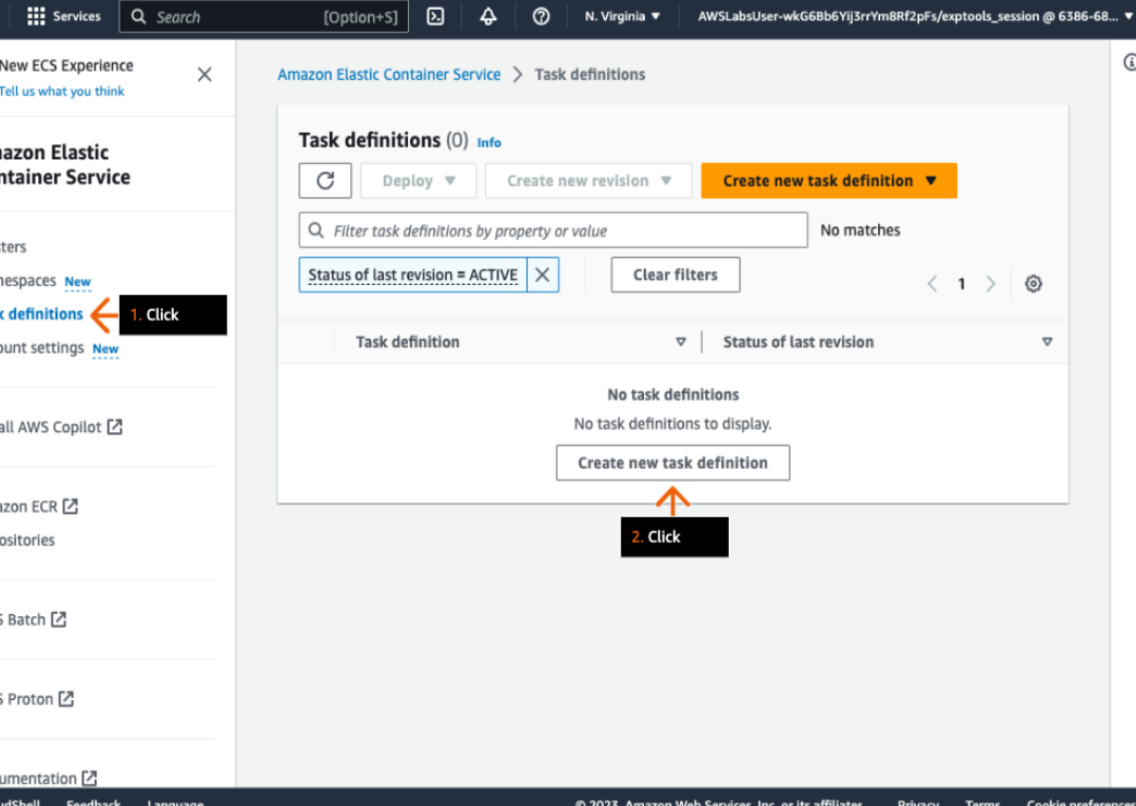 Services
Search [Option+S]
N. Virginia
AWSLabsUser-wkG6Bb6Yij3rrYm8Rf2pFs/exptools_session @ 6386-68...
New ECS Experience
Tell us what you think
azon Elastic
ntainer Service
ters
espaces New
k definitions
1. Click
ount settings New
all AWS Copilot
zon ECR
ositories
S Batch
S Proton
umentation
Amazon Elastic Container Service > Task definitions
Task definitions (0) Info
Deploy
Create new revision
Create new task definition
Filter task definitions by property or value
No matches
Status of last revision = ACTIVE
Clear filters
1
Task definition
Status of last revision
No task definitions
No task definitions to display.
Create new task definition
2. Click
udShell Feedback Language
© 2023, Amazon Web Services, Inc. or its affiliates. Privacy Terms Cookie preferences